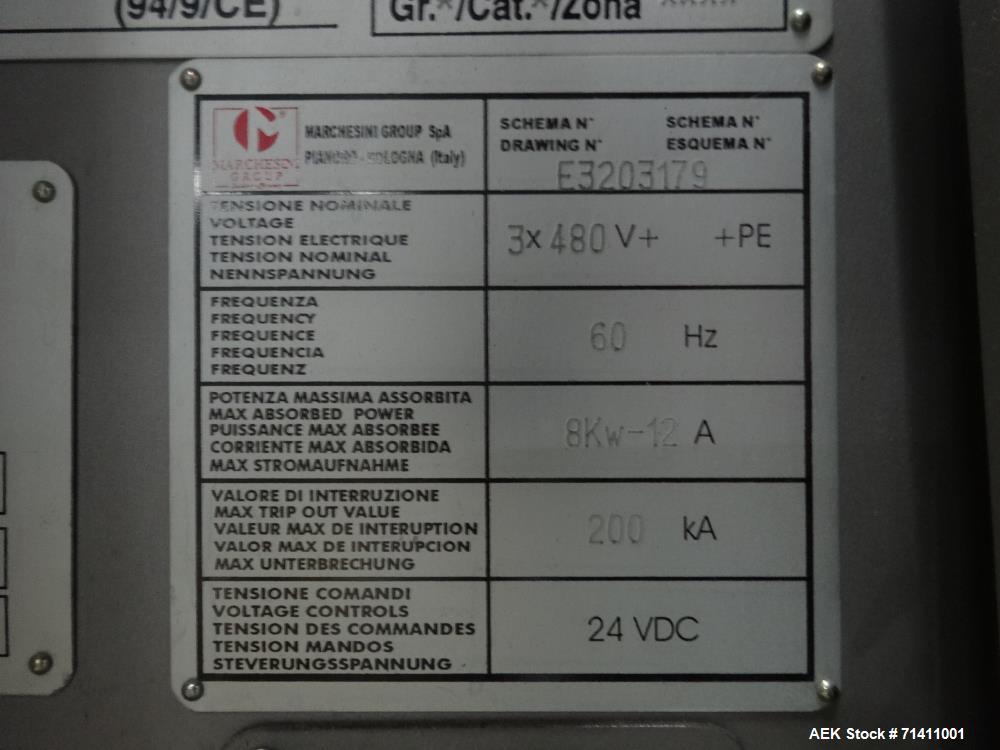 (94/9/CE)
Gr.*/Cat.*/Zona ****
MARCHESINI GROUP SpA
PIANORO - BOLOGNA (Italy)
MARCHESINI
GROUP
SCHEMA N° SCHEMA N°
DRAWING N° ESQUEMA N°
E3203179
TENSIONE NOMINALE
VOLTAGE
TENSION ELECTRIQUE
TENSION NOMINAL
NENNSPANNUNG
3x 480 V+ +PE
FREQUENZA
FREQUENCY
FREQUENCE
FREQUENCIA
FREQUENZ
60 Hz
POTENZA MASSIMA ASSORBITA
MAX ABSORBED POWER
PUISSANCE MAX ABSORBEE
CORRIENTE MAX ABSORBIDA
MAX STROMAUFNAHME
8Kw-12 A
VALORE DI INTERRUZIONE
MAX TRIP OUT VALUE
VALEUR MAX DE INTERUPTION
VALOR MAX DE INTERUPCION
MAX UNTERBRECHUNG
200 kA
TENSIONE COMANDI
VOLTAGE CONTROLS
TENSION DES COMMANDES
TENSION MANDOS
STEVERUNGSSPANNUNG
24 VDC
AEK Stock # 71411001